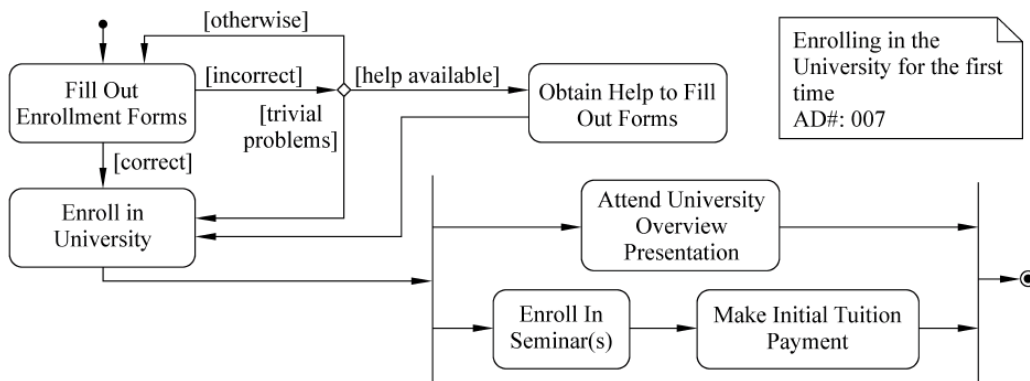 [otherwise]
Enrolling in the
University for the first
time
AD#: 007
Fill Out
Enrollment Forms
[incorrect]
[help available]
[trivial
problems]
Obtain Help to Fill
Out Forms
[correct]
Enroll in
University
Attend University
Overview
Presentation
Enroll In
Seminar(s)
Make Initial Tuition
Payment